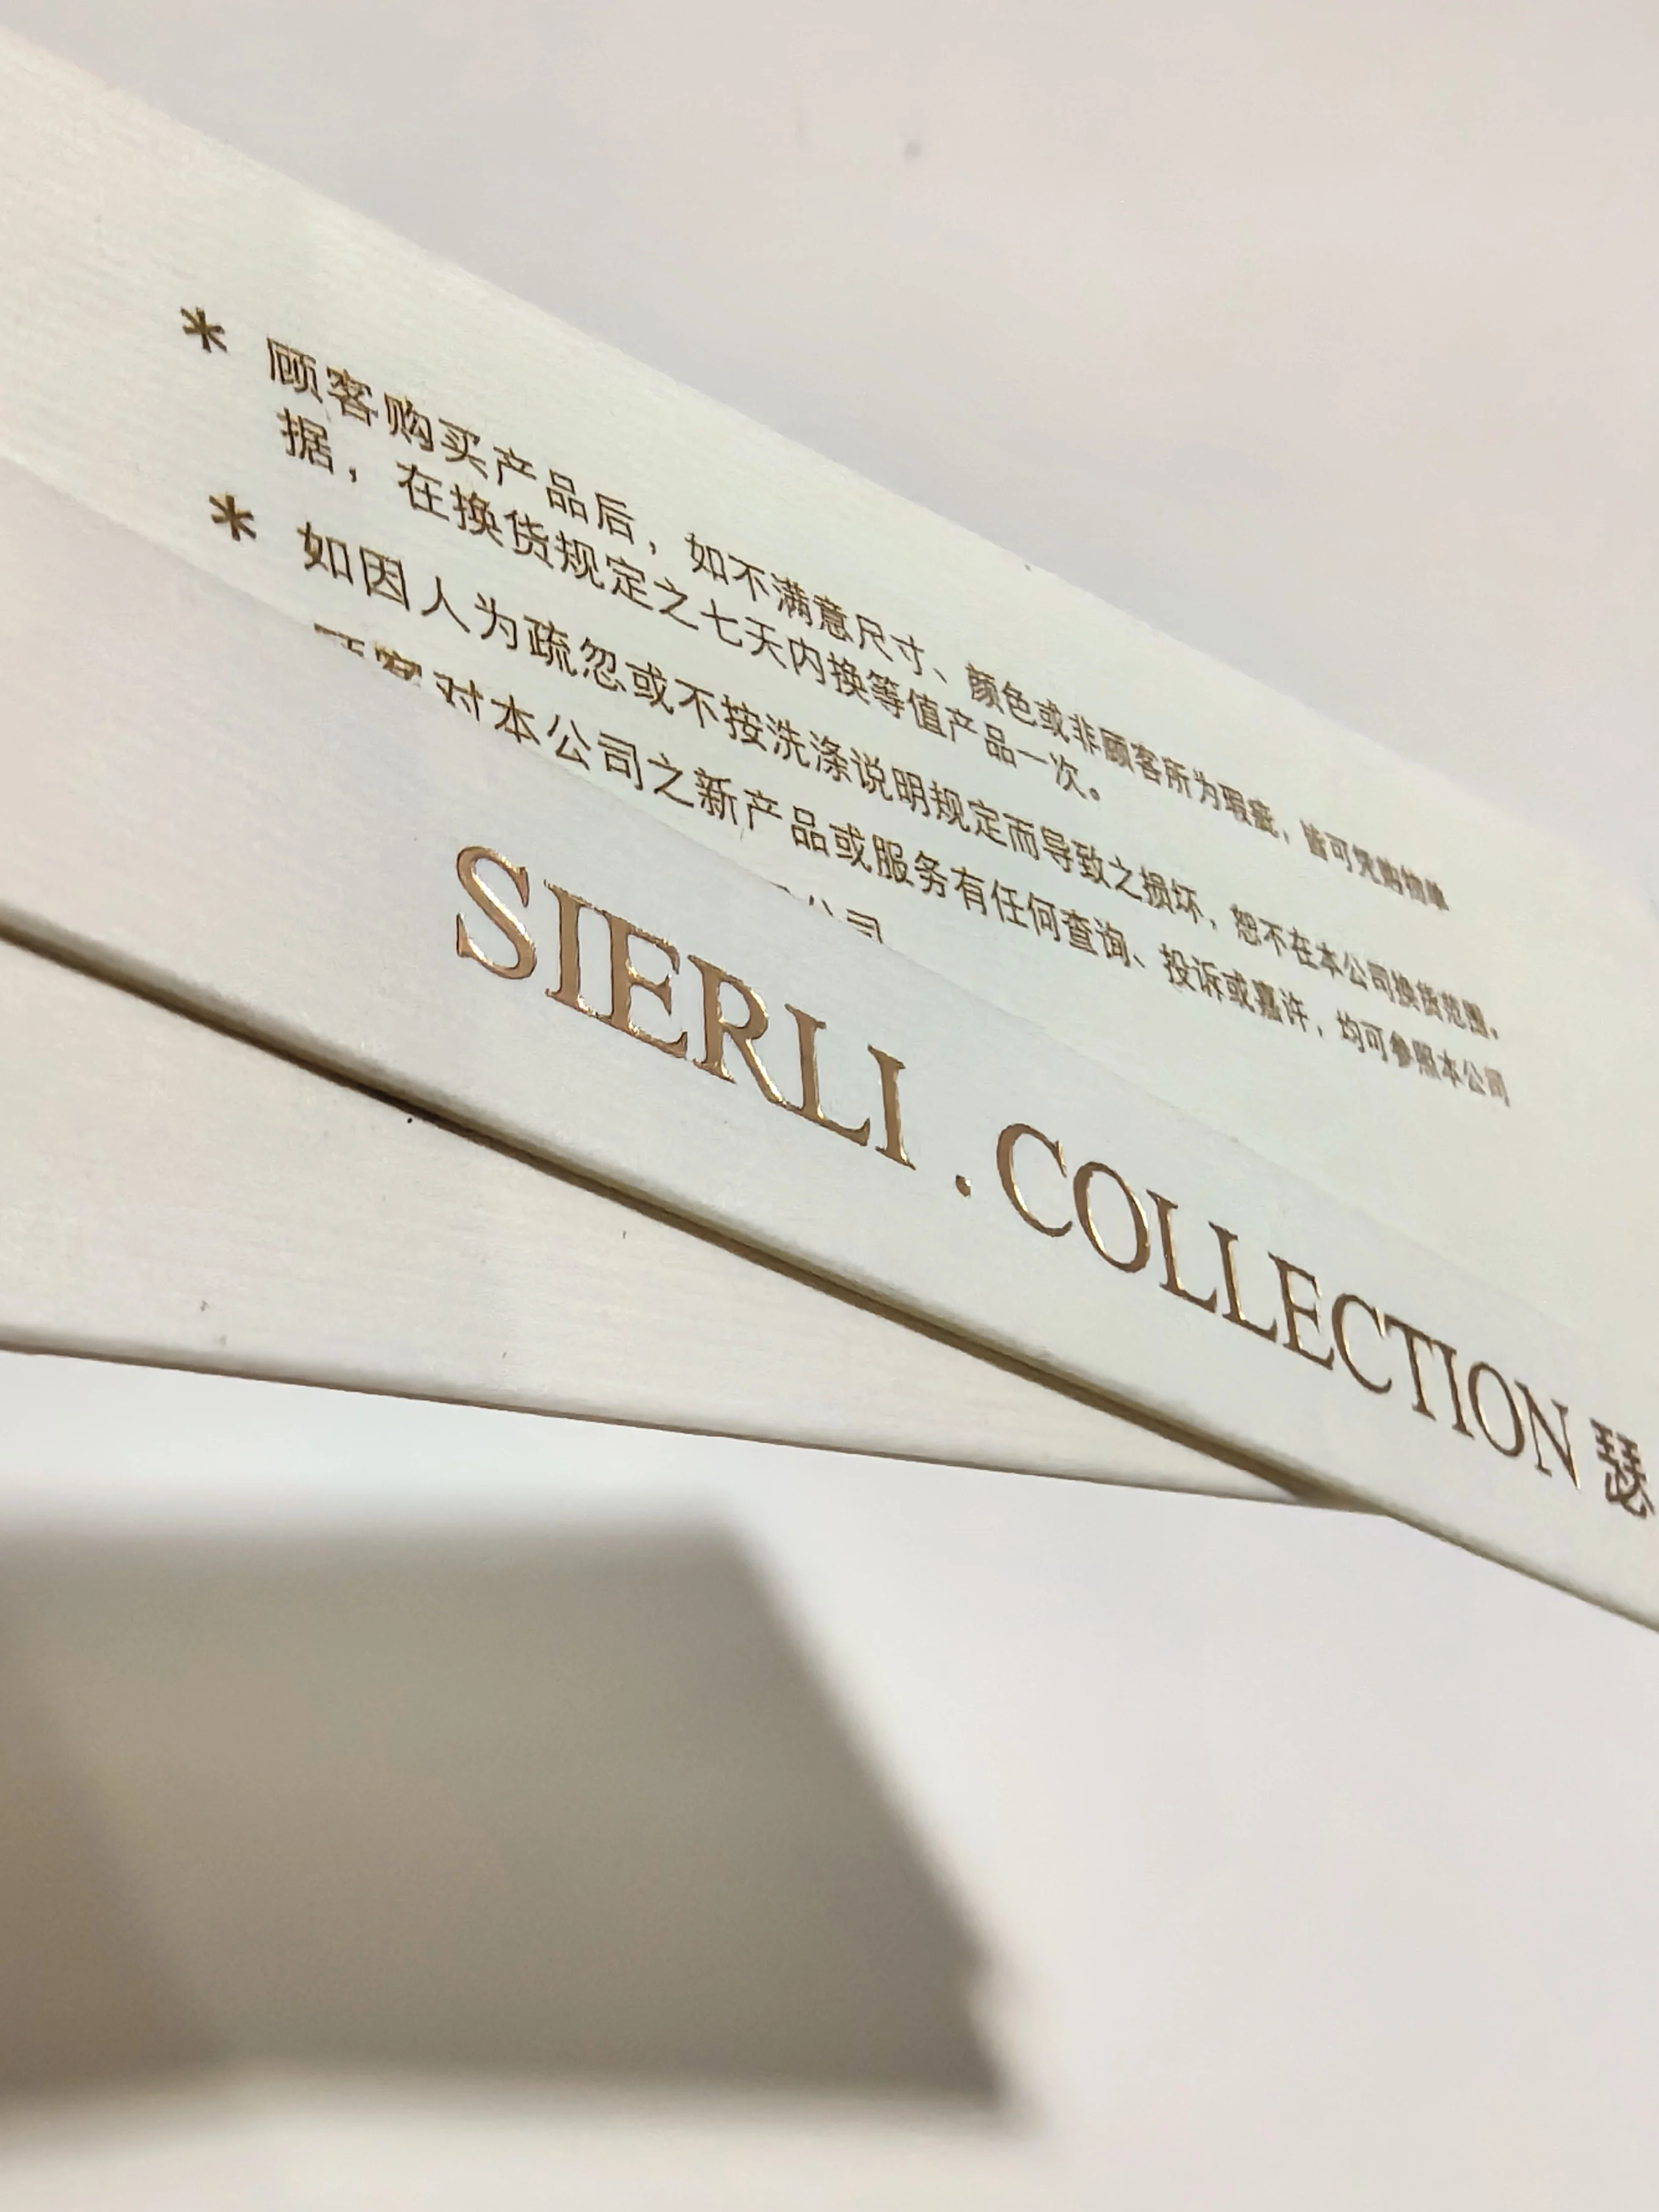 * 顾客购买产品后，如不满意尺寸、颜色或非顾客所为瑕疵，皆可凭购物单
据，在换货规定之七天内换等值产品一次。
* 如因人为疏忽或不按洗涤说明规定而导致之损坏，恕不在本公司换货范围。
客对本公司之新产品或服务有任何查询、投诉或嘉许，均可参照本公司
公司
SIERLI . COLLECTION 瑟